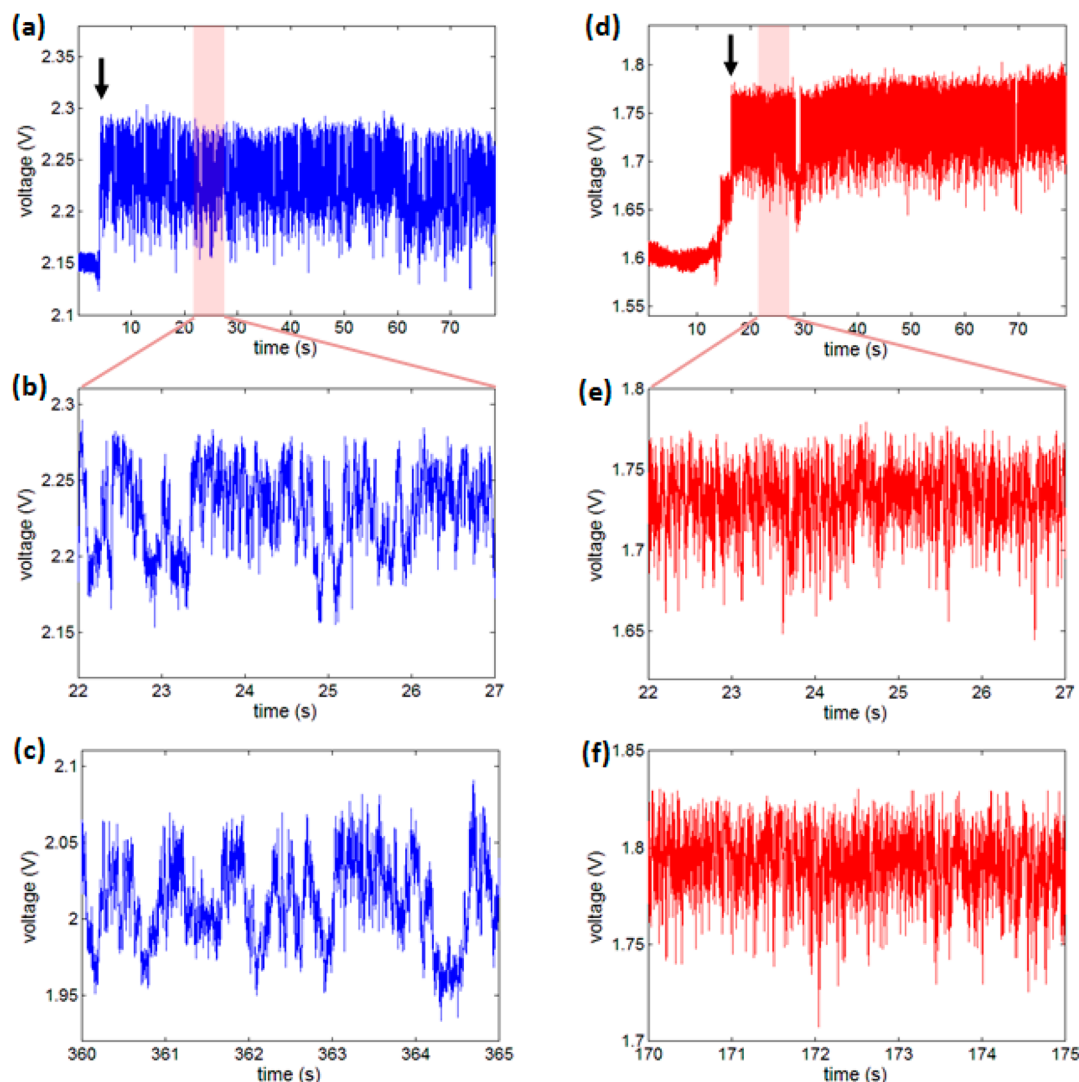 (a)
2.35
2.3
2.25
2.2
2.15
2.1
voltage (V)
10 20 30 40 50 60 70
time (s)
(d)
1.8
1.75
1.7
1.65
1.6
1.55
voltage (V)
10 20 30 40 50 60 70
time (s)
(b)
2.3
2.25
2.2
2.15
voltage (V)
22 23 24 25 26 27
time (s)
(e)
1.8
1.75
1.7
1.65
voltage (V)
22 23 24 25 26 27
time (s)
(c)
2.1
2.05
2
1.95
voltage (V)
360 361 362 363 364 365
time (s)
(f)
1.85
1.8
1.75
1.7
voltage (V)
170 171 172 173 174 175
time (s)